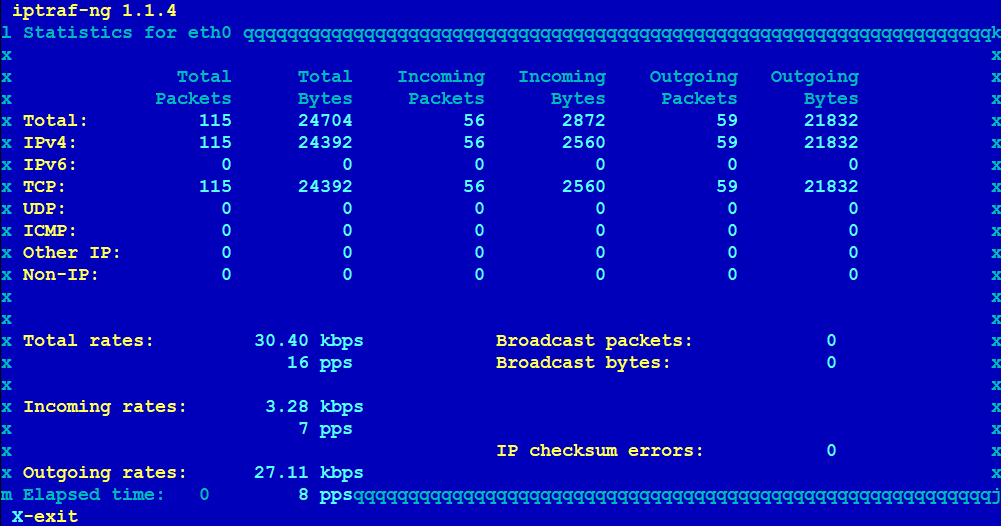 iptraf-ng 1.1.4
l Statistics for eth0 qqqqqqqqqqqqqqqqqqqqqqqqqqqqqqqqqqqqqqqqqqqqqqqqqqqqqqqqqqqqqqqqqqqqk
x x
x Total Total Incoming Incoming Outgoing Outgoing x
x Packets Bytes Packets Bytes Packets Bytes x
x Total: 115 24704 56 2872 59 21832 x
x IPv4: 115 24392 56 2560 59 21832 x
x IPv6: 0 0 0 0 0 0 x
x TCP: 115 24392 56 2560 59 21832 x
x UDP: 0 0 0 0 0 0 x
x ICMP: 0 0 0 0 0 0 x
x Other IP: 0 0 0 0 0 0 x
x Non-IP: 0 0 0 0 0 0 x
x x
x x
x Total rates: 30.40 kbps Broadcast packets: 0 x
x 16 pps Broadcast bytes: 0 x
x x
x Incoming rates: 3.28 kbps x
x 7 pps x
x IP checksum errors: 0 x
x Outgoing rates: 27.11 kbps x
m Elapsed time: 0 8 ppsqqqqqqqqqqqqqqqqqqqqqqqqqqqqqqqqqqqqqqqqqqqqqqqqqqqqqqqqqqj
X-exit